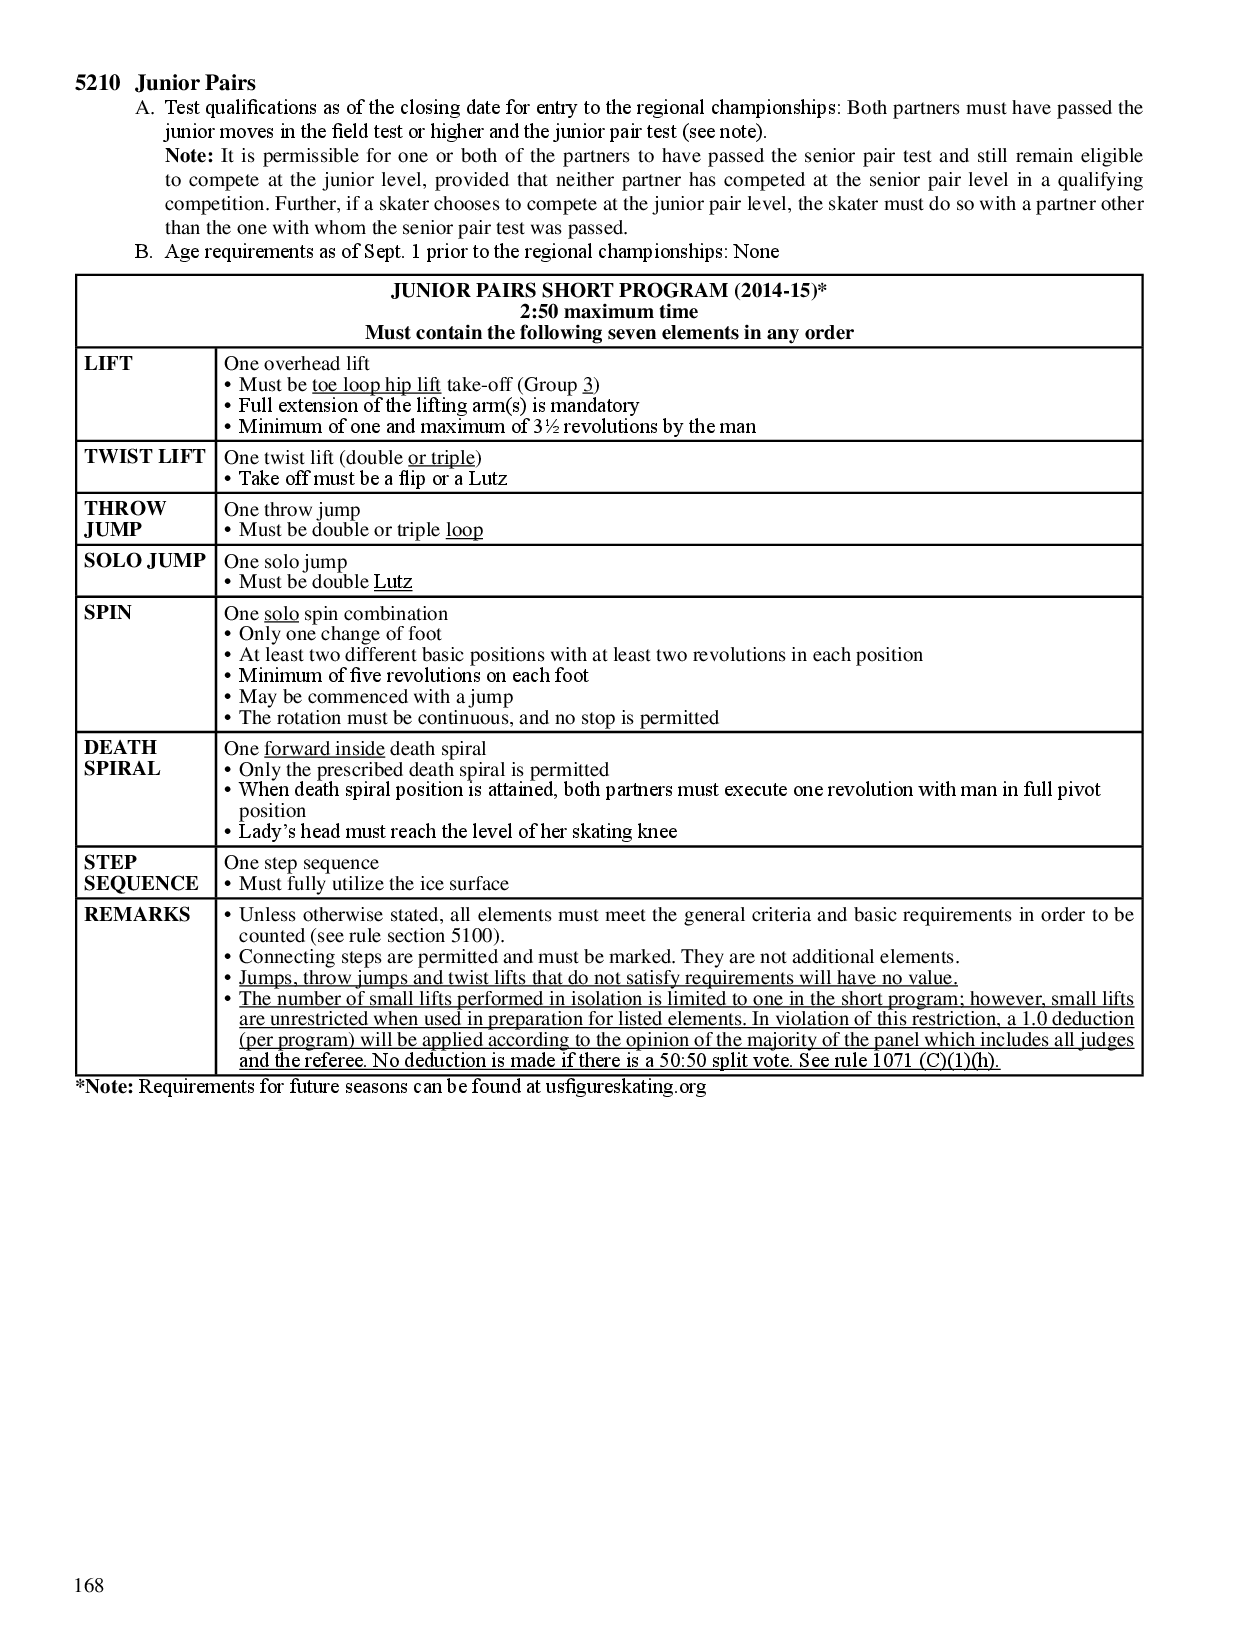 5210 Junior Pairs
A. Test qualifications as of the closing date for entry to the regional championships: Both partners must have passed the
junior moves in the field test or higher and the junior pair test (see note).
Note: It is permissible for one or both of the partners to have passed the senior pair test and still remain eligible
to compete at the junior level, provided that neither partner has competed at the senior pair level in a qualifying
competition. Further, if a skater chooses to compete at the junior pair level, the skater must do so with a partner other
than the one with whom the senior pair test was passed.
B. Age requirements as of Sept. 1 prior to the regional championships: None
JUNIOR PAIRS SHORT PROGRAM (2014-15)*
2:50 maximum time
Must contain the following seven elements in any order
LIFT
One overhead lift
• Must be toe loop hip lift take-off (Group 3)
• Full extension of the lifting arm(s) is mandatory
• Minimum of one and maximum of 3½ revolutions by the man
TWIST LIFT
One twist lift (double or triple)
• Take off must be a flip or a Lutz
THROW
JUMP
One throw jump
• Must be double or triple loop
SOLO JUMP
One solo jump
• Must be double Lutz
SPIN
One solo spin combination
• Only one change of foot
• At least two different basic positions with at least two revolutions in each position
• Minimum of five revolutions on each foot
• May be commenced with a jump
• The rotation must be continuous, and no stop is permitted
DEATH
SPIRAL
One forward inside death spiral
• Only the prescribed death spiral is permitted
• When death spiral position is attained, both partners must execute one revolution with man in full pivot
position
• Lady's head must reach the level of her skating knee
STEP
SEQUENCE
One step sequence
• Must fully utilize the ice surface
REMARKS
• Unless otherwise stated, all elements must meet the general criteria and basic requirements in order to be
counted (see rule section 5100).
• Connecting steps are permitted and must be marked. They are not additional elements.
• Jumps, throw jumps and twist lifts that do not satisfy requirements will have no value.
• The number of small lifts performed in isolation is limited to one in the short program; however, small lifts
are unrestricted when used in preparation for listed elements. In violation of this restriction, a 1.0 deduction
(per program) will be applied according to the opinion of the majority of the panel which includes all judges
and the referee. No deduction is made if there is a 50:50 split vote. See rule 1071 (C)(1)(h).
*Note: Requirements for future seasons can be found at usfigureskating.org
168